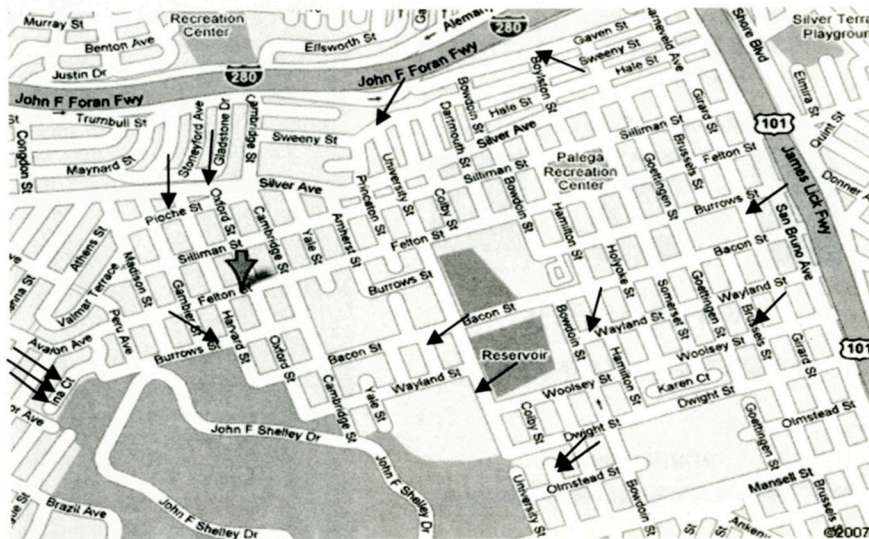 Murray St
Benton Ave
Recreation
Center
Justin Dr
Ellsworth St
280
280
John F Foran Fwy
John F Foran Fwy
Gaven St
Sweeny St
Hale St
Boylston St
Shore Blvd
Silver Terra
Playground
Elmira St
Quint St
101
Trumbull St
Congdon St
Maynard St
Stoneyford Ave
Gladstone Dr
Cambridge St
Sweeny St
Silver Ave
Princeton St
University St
Dartmouth St
Bowdoin St
Hale St
Silver Ave
Silliman St
Girard St
Palega
Recreation
Center
Silliman St
Goettingen St
Brussels St
Felton St
James Lick Fwy
Donner A
Burrows St
San Bruno Ave
Pioche St
Oxford St
Cambridge St
Yale St
Amherst St
Colby St
Bowdoin St
Felton St
Hamilton St
Bacon St
Athens St
Madison St
Silliman St
Felton St
Burrows St
Holyoke St
Valmar Terrace
Peru Ave
Harvard St
Oxford St
Bacon St
Bowdoin St
Wayland St
Somerset St
Goettingen St
Wayland St
Brussels St
Avalon Ave
Burrows St
Bacon St
Reservoir
Hamilton St
Woolsey St
Girard St
101
Wayland St
Yale St
Cambridge St
Woolsey St
Karen Ct
Dwight St
John F Shelley Dr
Colby St
Dwight St
Goettingen St
Olmstead St
John F Shelley Dr
John F Shelley Dr
Brazil Ave
University St
Olmstead St
Bowdoin St
Mansell St
Brussels St
©2007